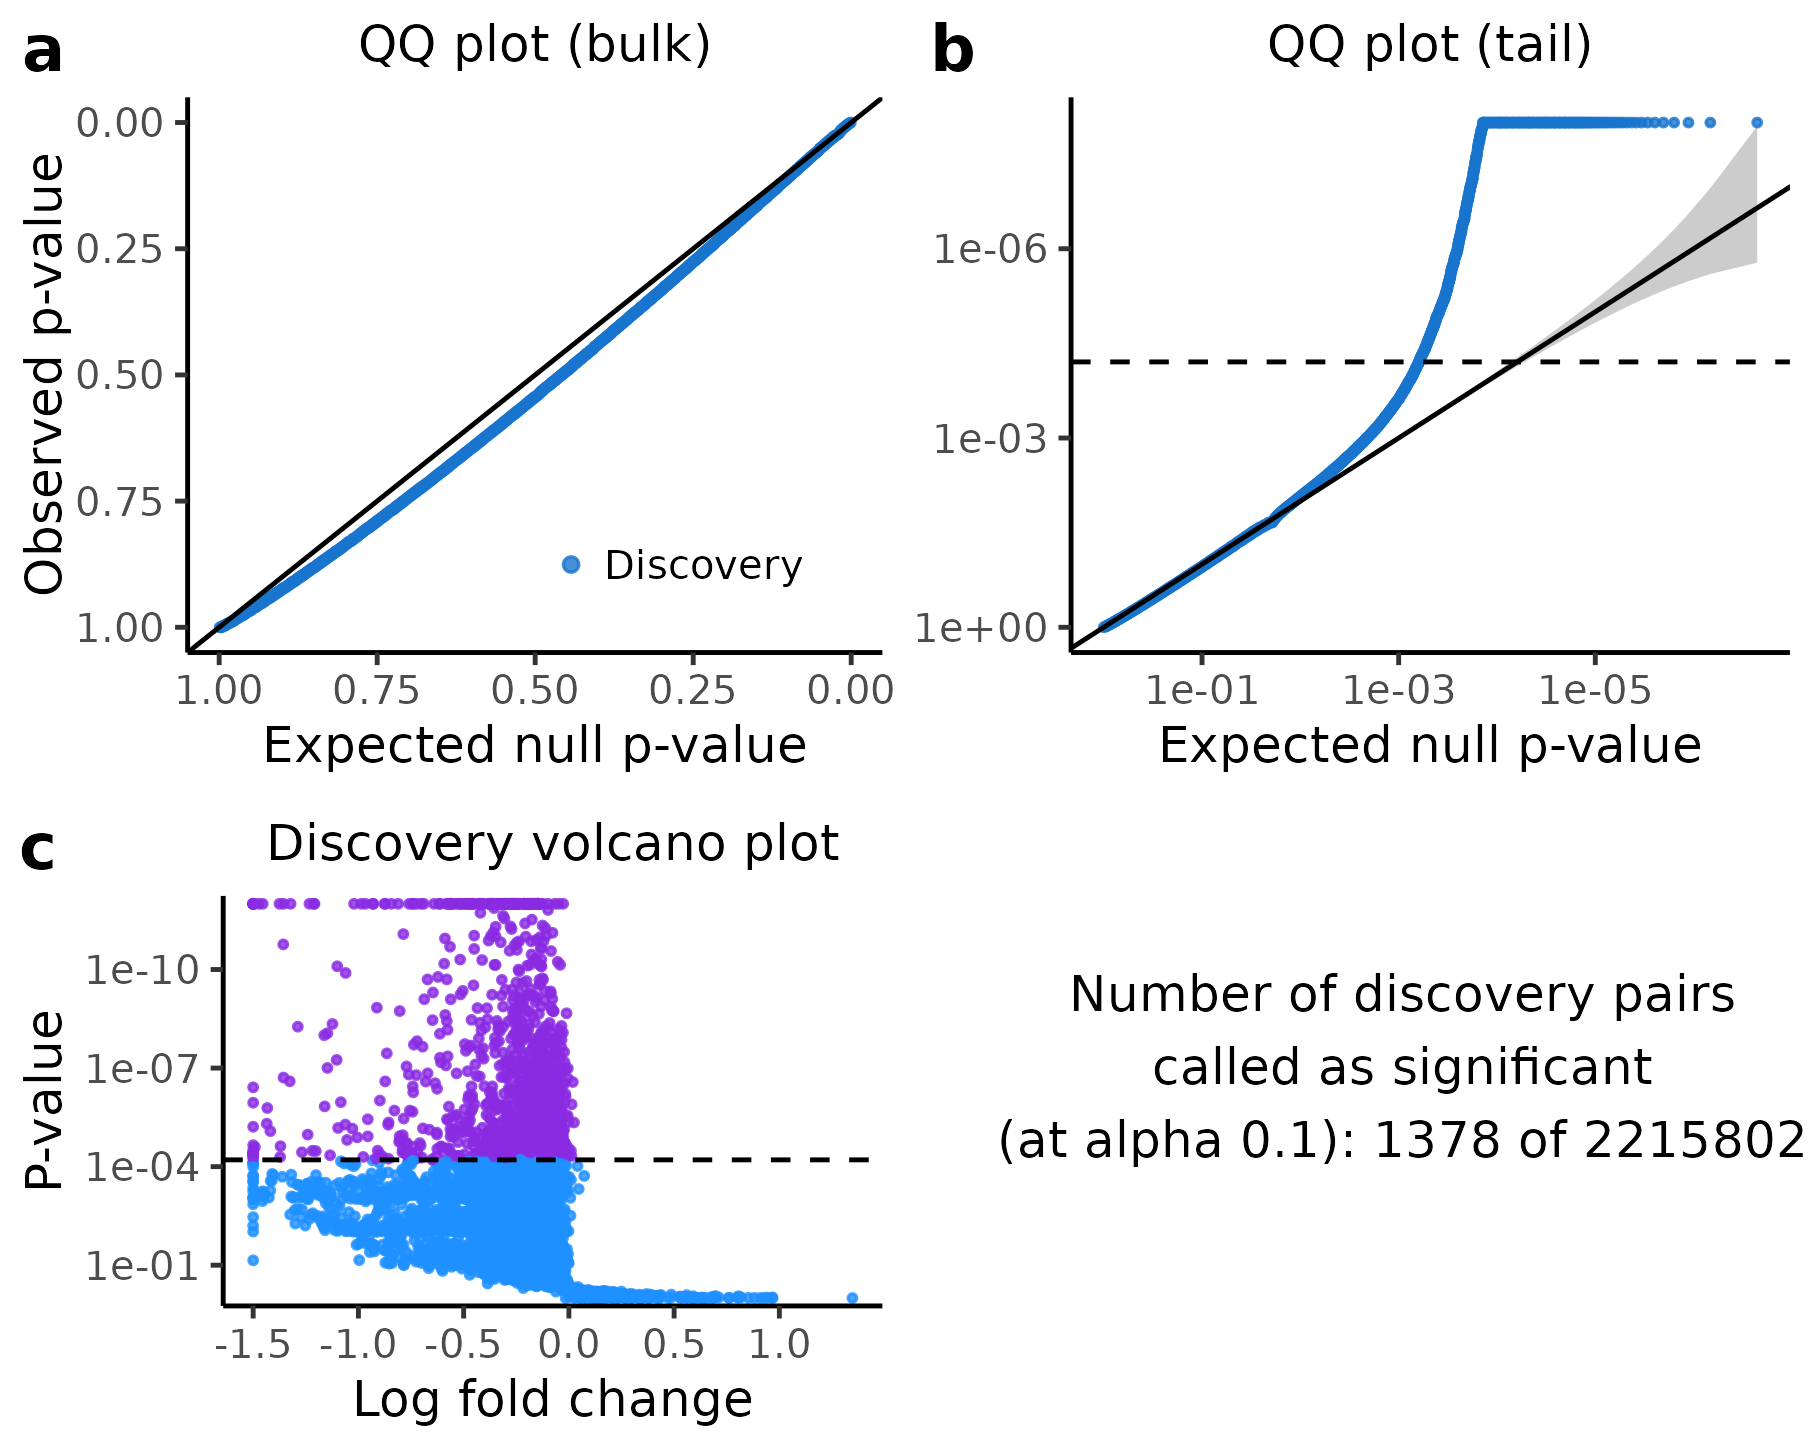 a
QQ plot (bulk)
Observed p-value
0.00
0.25
0.50
0.75
1.00
Discovery
1.00 0.75 0.50 0.25 0.00
Expected null p-value
b
QQ plot (tail)
1e-06
1e-03
1e+00
1e-01 1e-03 1e-05
Expected null p-value
c
Discovery volcano plot
P-value
1e-10
1e-07
1e-04
1e-01
-1.5 -1.0 -0.5 0.0 0.5 1.0
Log fold change
Number of discovery pairs
called as significant
(at alpha 0.1): 1378 of 2215802